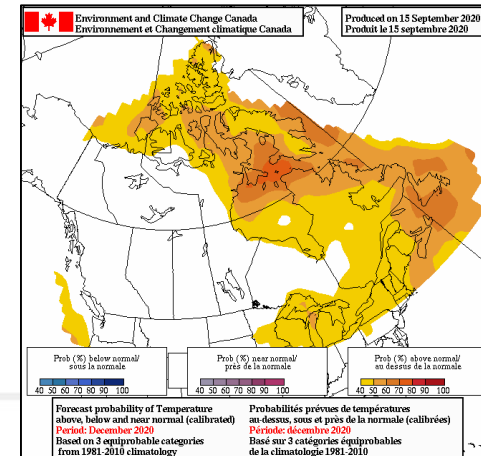 Environment and Climate Change Canada
Environnement et Changement climatique Canada
Produced on 15 September 2020
Produit le 15 septembre 2020
Prob (%) below normal/
sous la normale
40 50 60 70 80 90 100
Prob (%) near normal/
près de la normale
40 50 60 70 80 90 100
Prob (%) above normal/
au dessus de la normale
40 50 60 70 80 90 100
Forecast probability of Temperature
above, below and near normal (calibrated)
Period: December 2020
Based on 3 equiprobable categories
from 1981-2010 climatology
Probabilités prévues de températures
au-dessus, sous et près de la normale (calibrées)
Période: décembre 2020
Basé sur 3 catégories équiprobables
de la climatologie 1981-2010